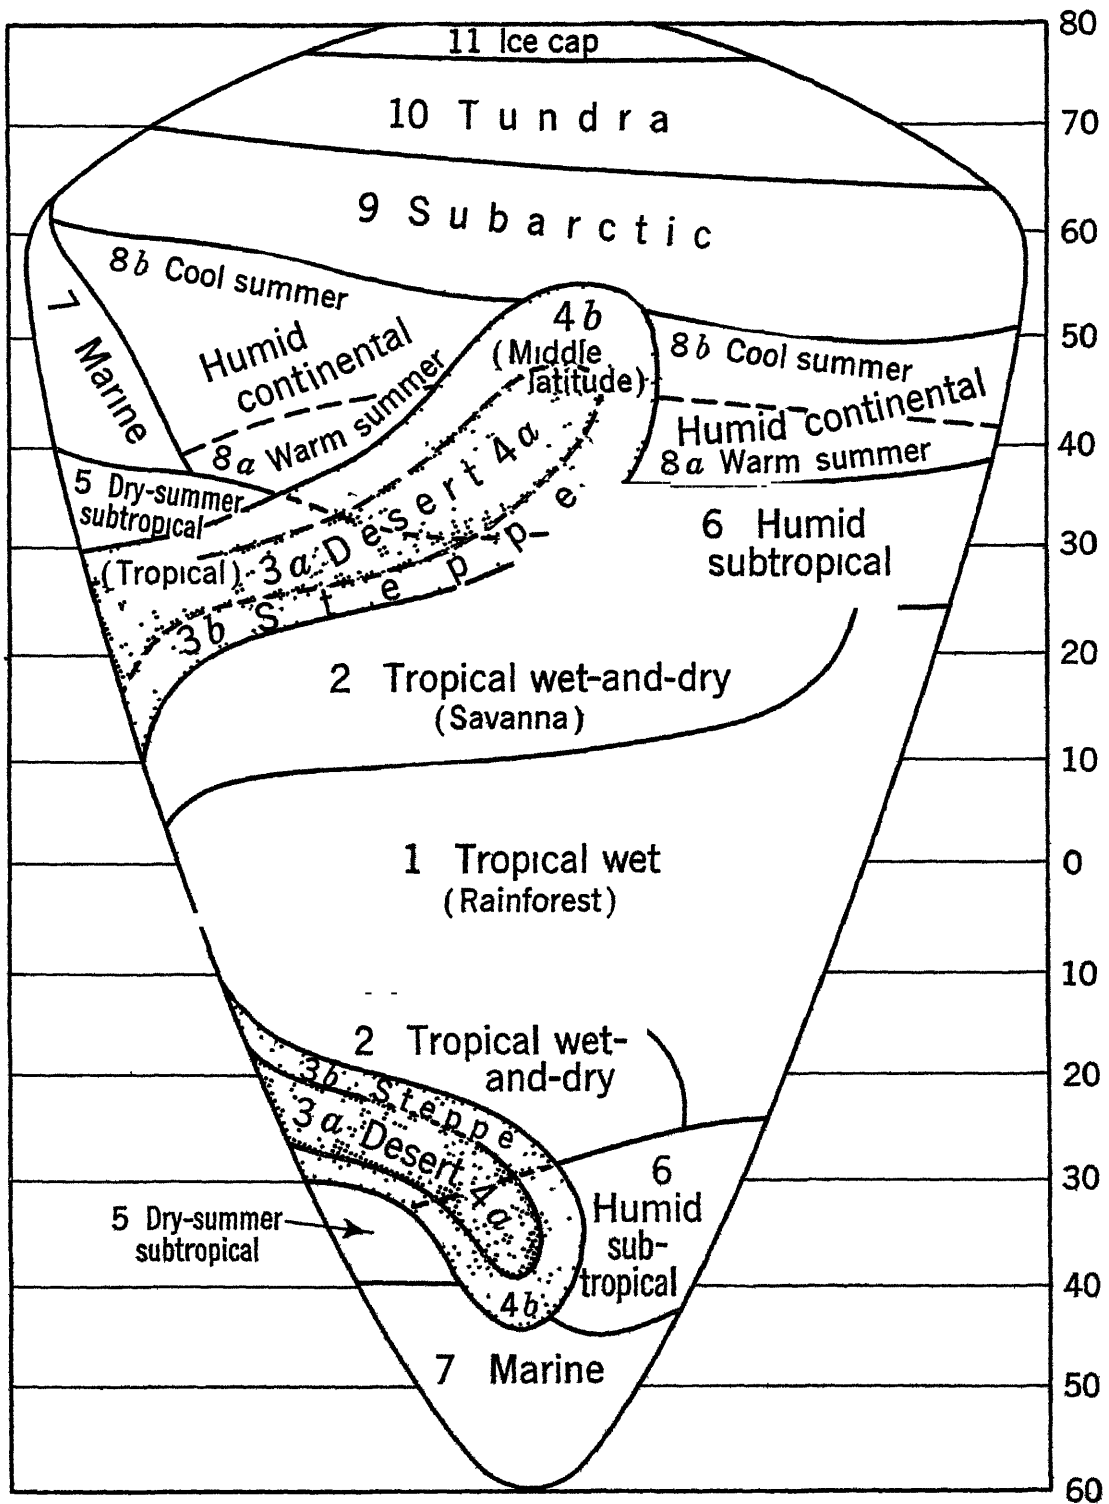 80
11 Ice cap
10 Tundra
70
9 Subarctic
60
8b Cool summer
7 Marine
Humid
continental
8a Warm summer
4b
(Middle
latitude)
50
8b Cool summer
Humid continental
8a Warm summer
40
5 Dry-summer
subtropical
(Tropical)
3a Desert 4a
3b Steppe
6 Humid
subtropical
30
20
2 Tropical wet-and-dry
(Savanna)
10
1 Tropical wet
(Rainforest)
0
10
2 Tropical wet-
and-dry
20
3b Steppe
3a Desert 4a
6
Humid
sub-
tropical
30
5 Dry-summer
subtropical
4b
40
7 Marine
50
60